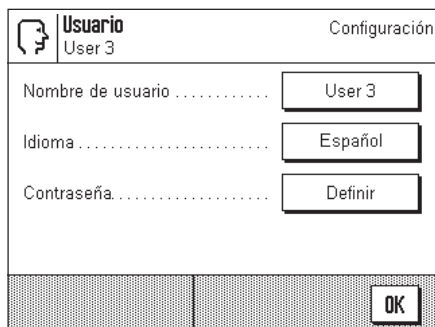 Usuario
Configuración
User 3
Nombre de usuario ............ User 3
Idioma ......................... Español
Contraseña.................... Definir
OK